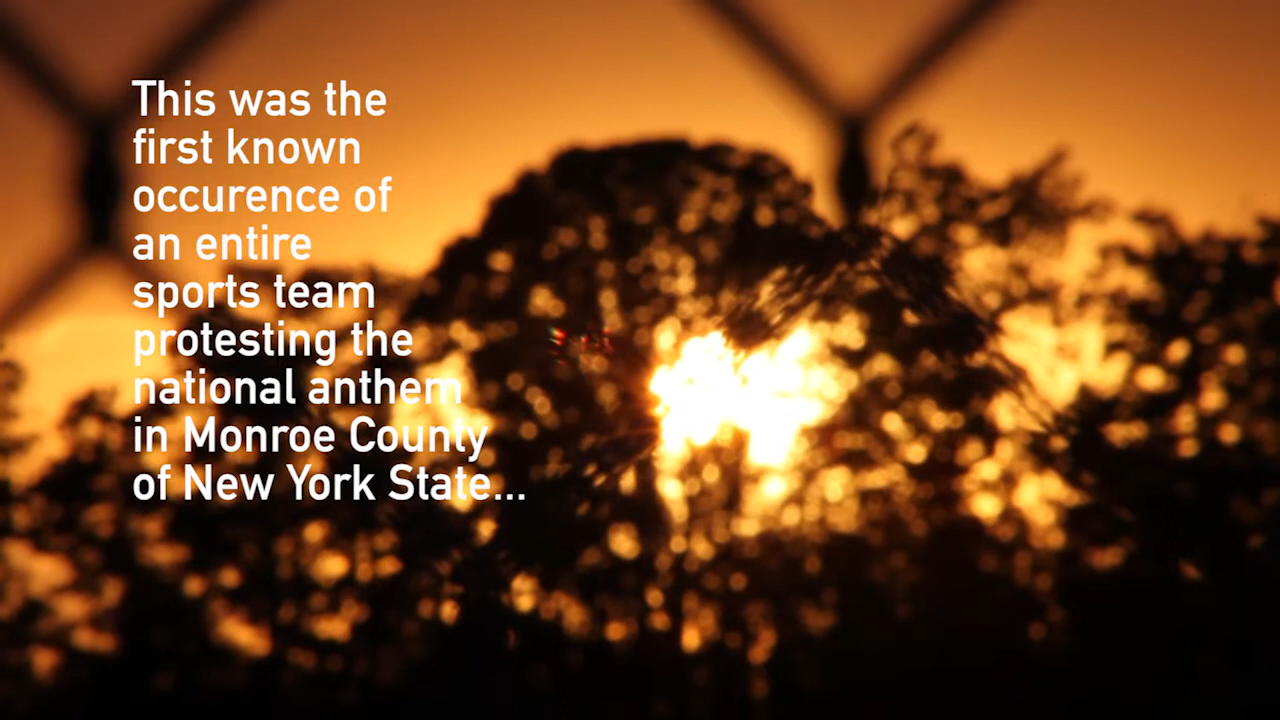 This was the
first known
occurence of
an entire
sports team
protesting the
national anthem
in Monroe County
of New York State...